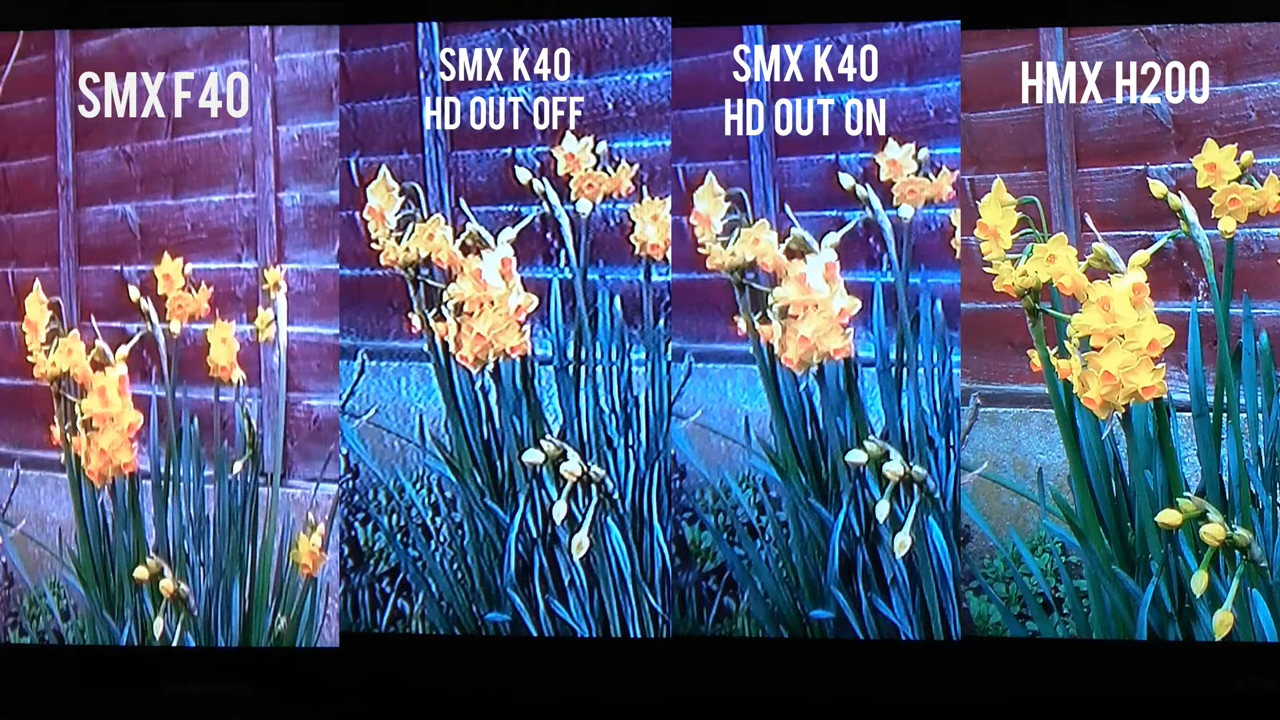 SMX F40
SMX K40
HD OUT OFF
SMX K40
HD OUT ON
HMX H200